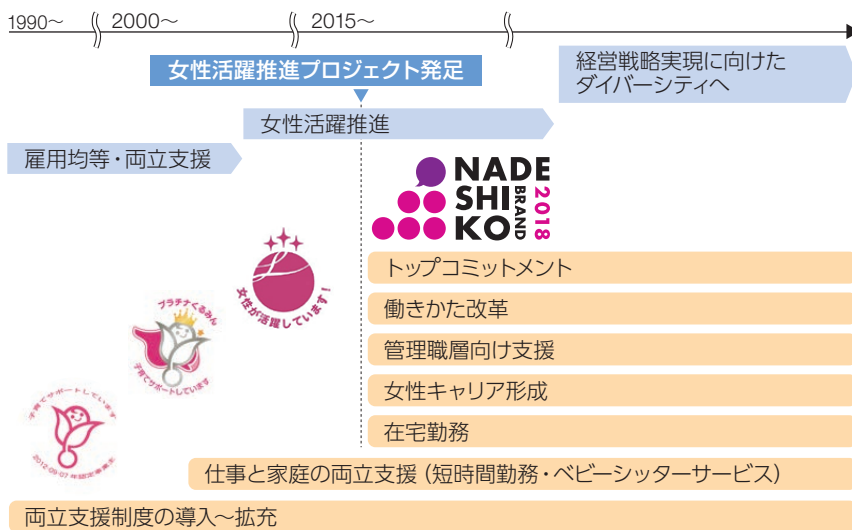 1990〜 2000〜 2015〜
女性活躍推進プロジェクト発足
経営戦略実現に向けた
ダイバーシティへ
女性活躍推進
雇用均等・両立支援
NADE
SHI
KO
BRAND
2018
トップコミットメント
女性が活躍しています!
働きかた改革
プラチナくるみん
管理職層向け支援
子育てサポートしています
女性キャリア形成
子育てサポートしています
在宅勤務
仕事と家庭の両立支援(短時間勤務・ベビーシッターサービス)
両立支援制度の導入〜拡充